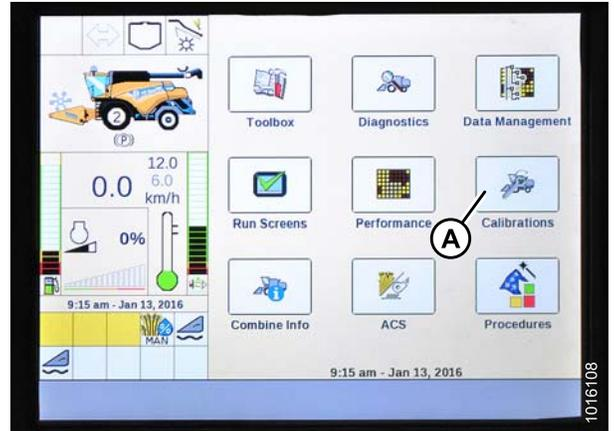 2
(P)
12.0
0.0
6.0
km/h
0%
9:15 am - Jan 13, 2016
%
MAN
Toolbox
Diagnostics
Data Management
Run Screens
Performance
Calibrations
A
Combine Info
ACS
Procedures
9:15 am - Jan 13, 2016
1016108